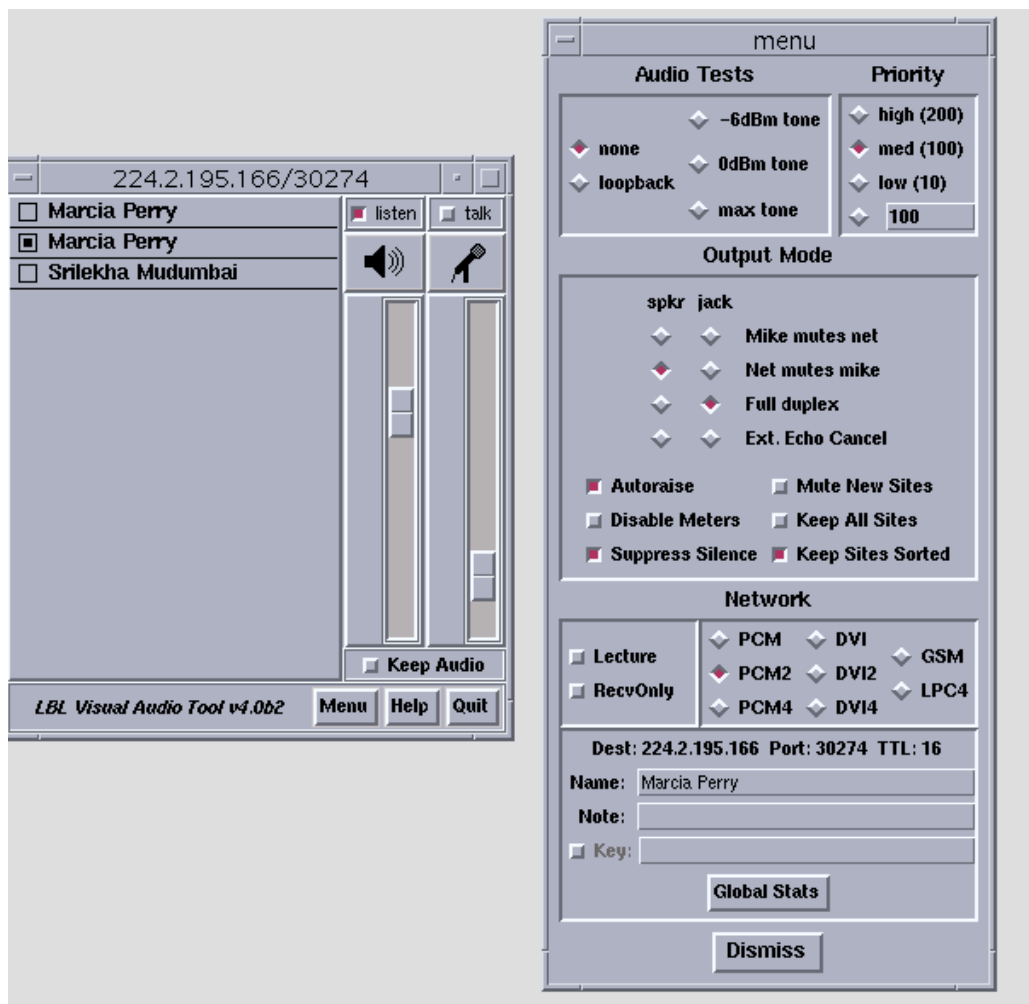 224.2.195.166/30274
Marcia Perry
Marcia Perry
Srilekha Mudumbai
listen talk
Keep Audio
LBL Visual Audio Tool v4.0b2 Menu Help Quit
menu
Audio Tests Priority
none
loopback
-6dBm tone
0dBm tone
max tone
high (200)
med (100)
low (10)
100
Output Mode
spkr jack
Mike mutes net
Net mutes mike
Full duplex
Ext. Echo Cancel
Autoraise Mute New Sites
Disable Meters Keep All Sites
Suppress Silence Keep Sites Sorted
Network
Lecture
RecvOnly
PCM DVI
PCM2 DVI2
PCM4 DVI4
GSM
LPC4
Dest: 224.2.195.166 Port: 30274 TTL: 16
Name: Marcia Perry
Note:
Key:
Global Stats
Dismiss